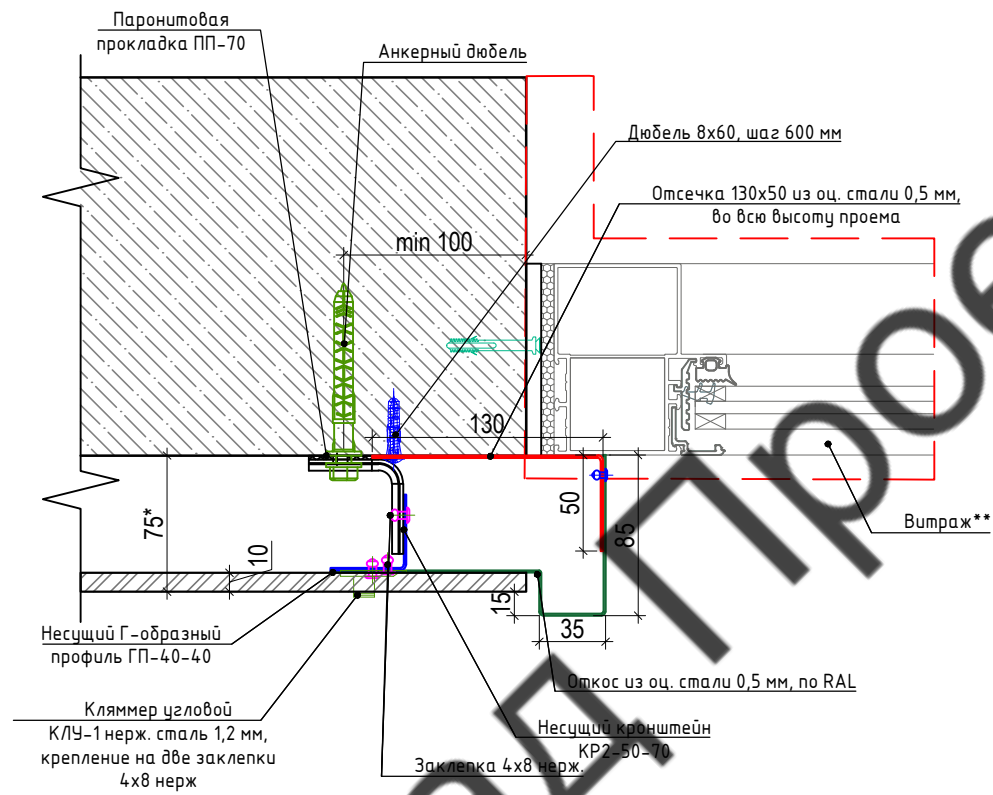 Паронитовая
прокладка ПП-70
Анкерный дюбель
Дюбель 8х60, шаг 600 мм
Отсечка 130х50 из оц. стали 0,5 мм,
во всю высоту проема
min 100
130
50
85
75*
10
15
35
Витраж**
Несущий Г-образный
профиль ГП-40-40
Откос из оц. стали 0,5 мм, по RAL
Кляммер угловой
КЛУ-1 нерж. сталь 1,2 мм,
крепление на две заклепки
4х8 нерж
Несущий кронштейн
КР2-50-70
Заклепка 4х8 нерж.